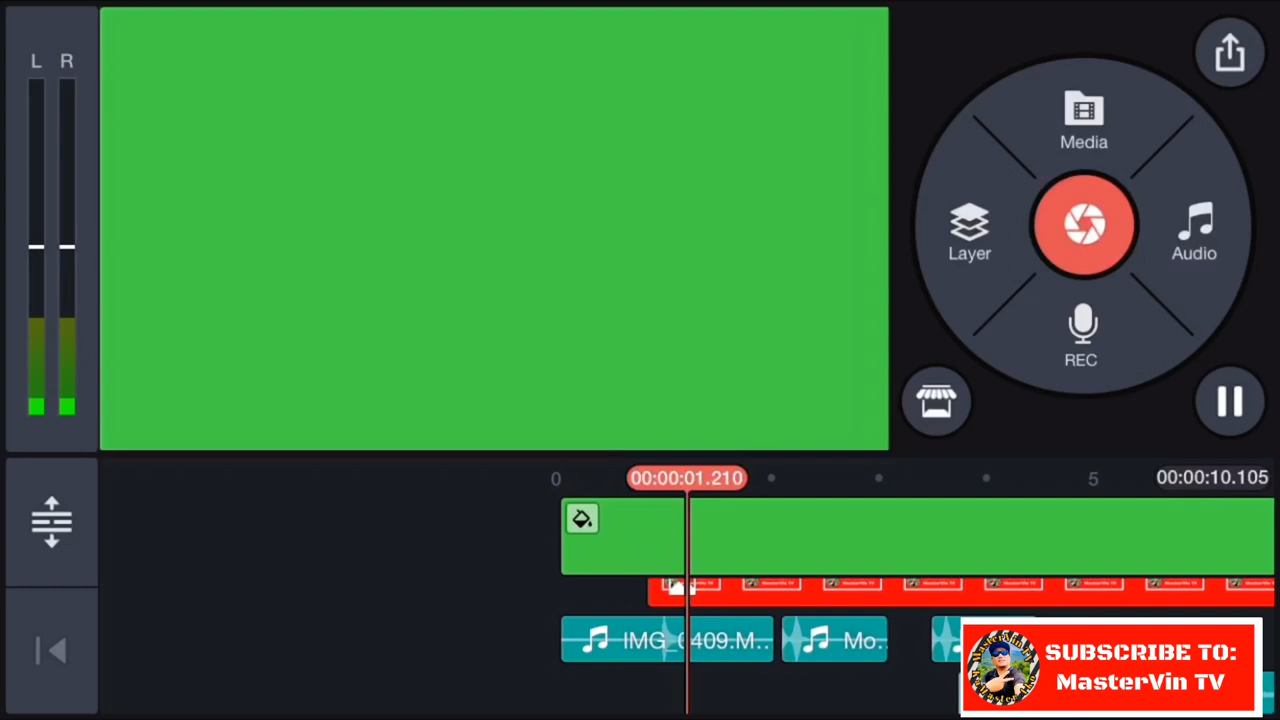 L R
Media
Layer
Audio
REC
0
00:00:01.210
5
00:00:10.105
IMG_0409.M..
Mo..
SUBSCRIBE TO:
MasterVin TV